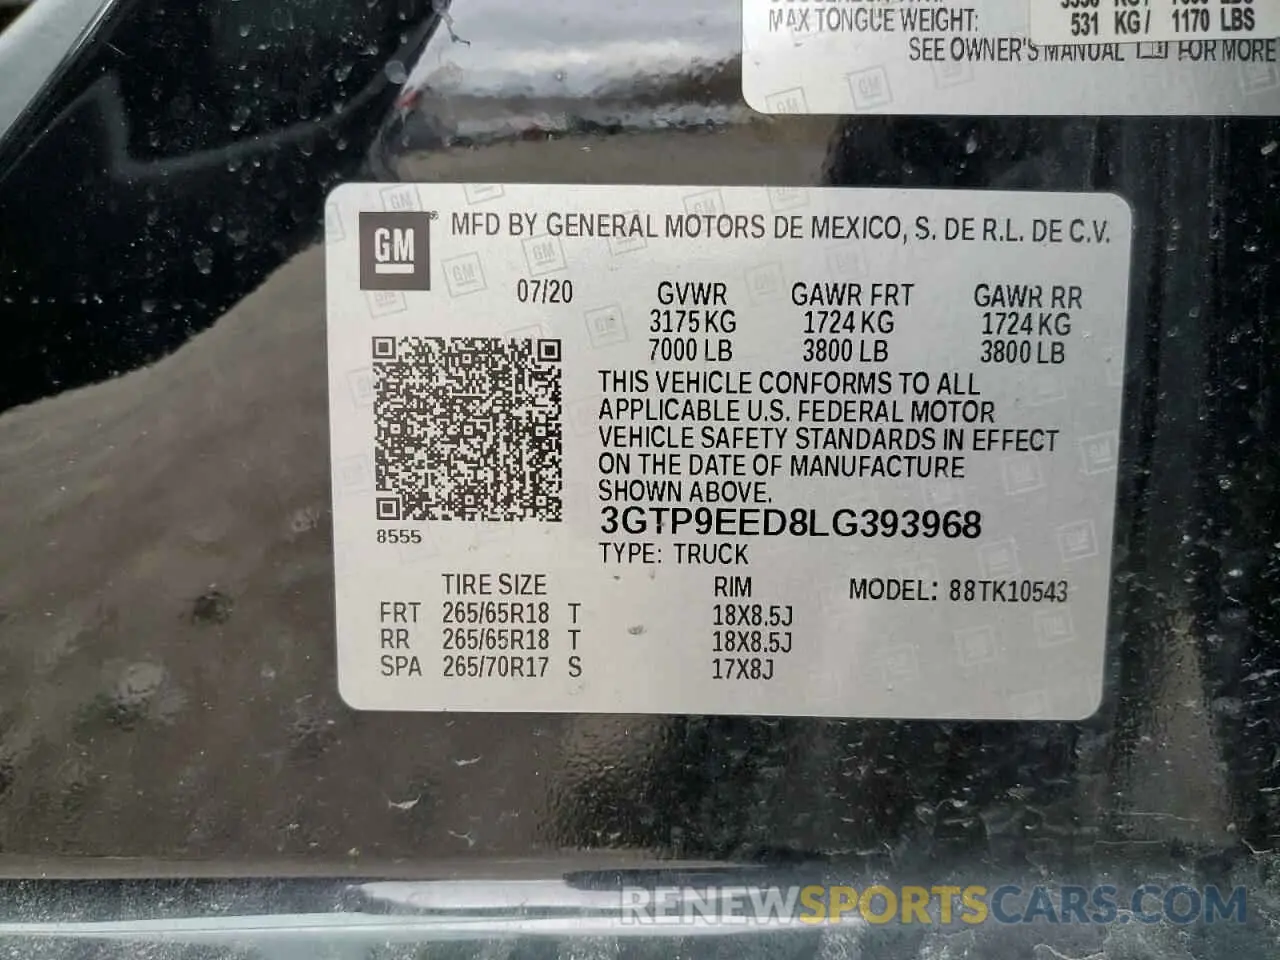 MAX TONGUE WEIGHT: 531 KG/ 1170 LBS
SEE OWNER'S MANUAL FOR MORE
GM
GM® MFD BY GENERAL MOTORS DE MEXICO, S. DE R.L. DE C.V.
07/20 GVWR GAWR FRT GAWR RR
3175 KG 1724 KG 1724 KG
7000 LB 3800 LB 3800 LB
THIS VEHICLE CONFORMS TO ALL
APPLICABLE U.S. FEDERAL MOTOR
VEHICLE SAFETY STANDARDS IN EFFECT
ON THE DATE OF MANUFACTURE
SHOWN ABOVE.
3GTP9EED8LG393968
8555
TYPE: TRUCK
TIRE SIZE RIM MODEL: 88TK10543
FRT 265/65R18 T 18X8.5J
RR 265/65R18 T 18X8.5J
SPA 265/70R17 S 17X8J
RENEWSPORTSCARS.COM